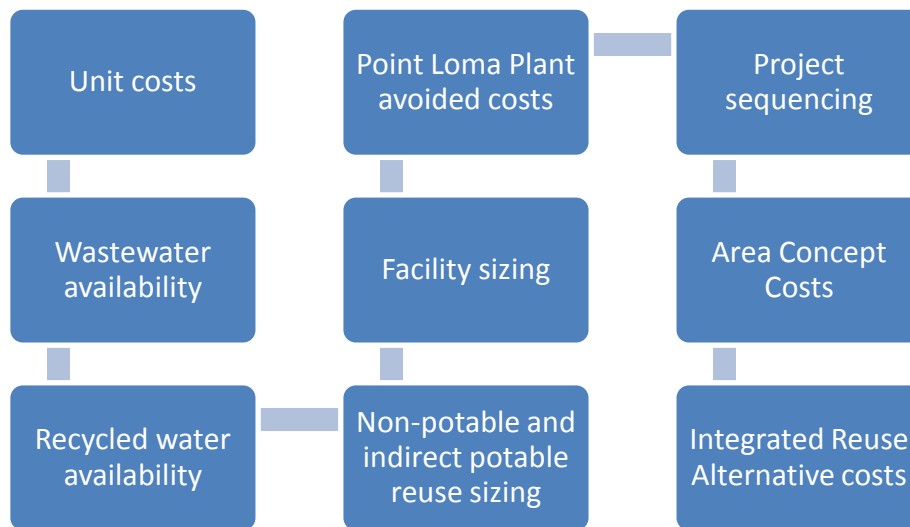 Unit costs
Wastewater
availability
Recycled water
availability
Non-potable and
indirect potable
reuse sizing
Facility sizing
Point Loma Plant
avoided costs
Project
sequencing
Area Concept
Costs
Integrated Reuse
Alternative costs